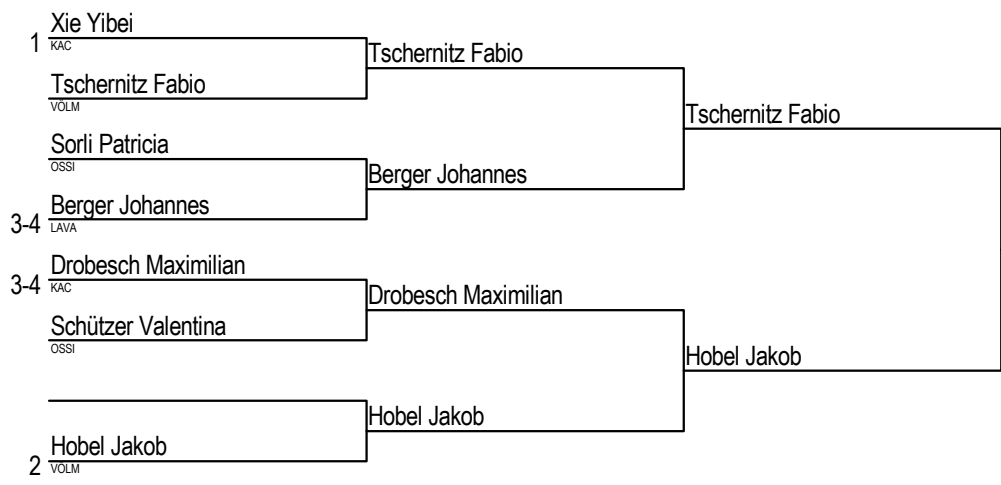 Xie Yibei
1 KAC
Tschernitz Fabio
Tschernitz Fabio
VÖLM
Tschernitz Fabio
Sorli Patricia
OSSI
Berger Johannes
Berger Johannes
3-4 LAVA
Drobesch Maximilian
3-4 KAC
Drobesch Maximilian
Schützer Valentina
OSSI
Hobel Jakob
Hobel Jakob
Hobel Jakob
2 VÖLM